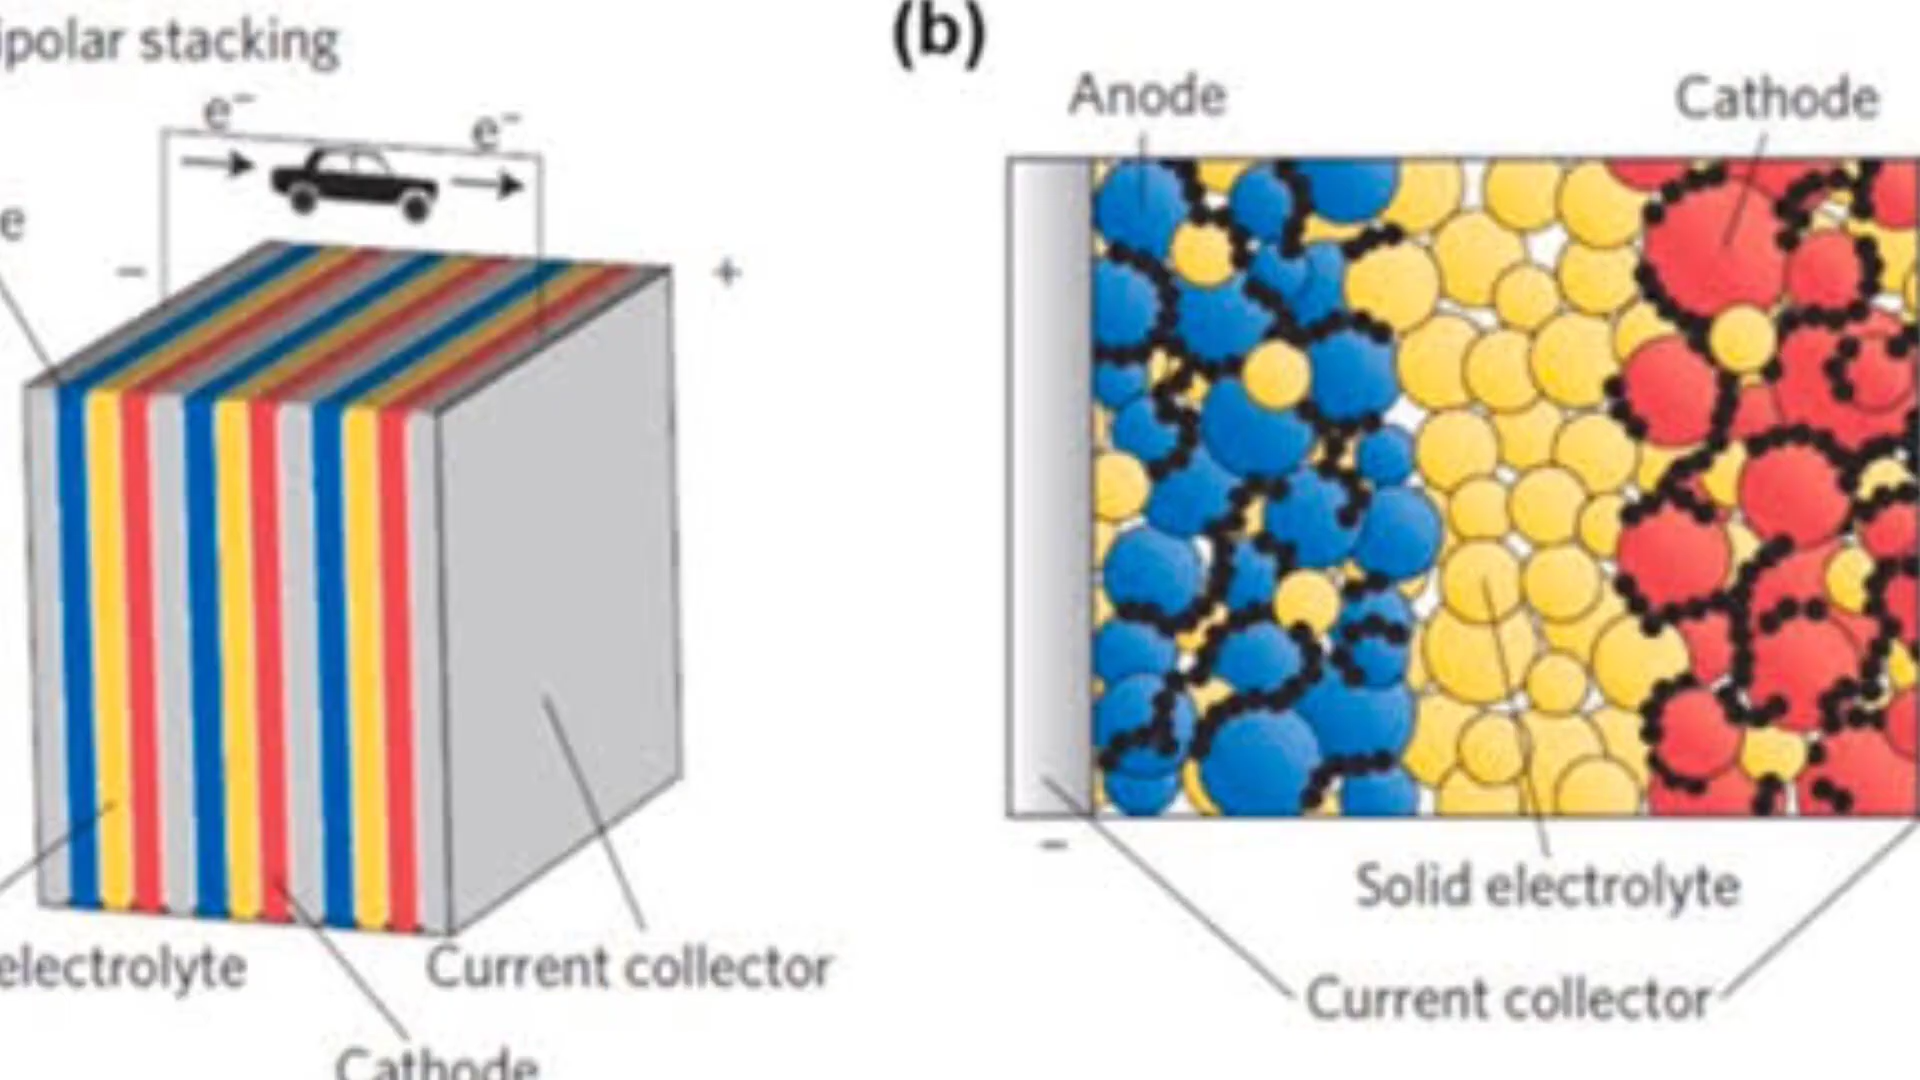 ipolar stacking
e⁻
e⁻
e
−
+
electrolyte
Current collector
Cathode
(b)
Anode
Cathode
−
Solid electrolyte
Current collector